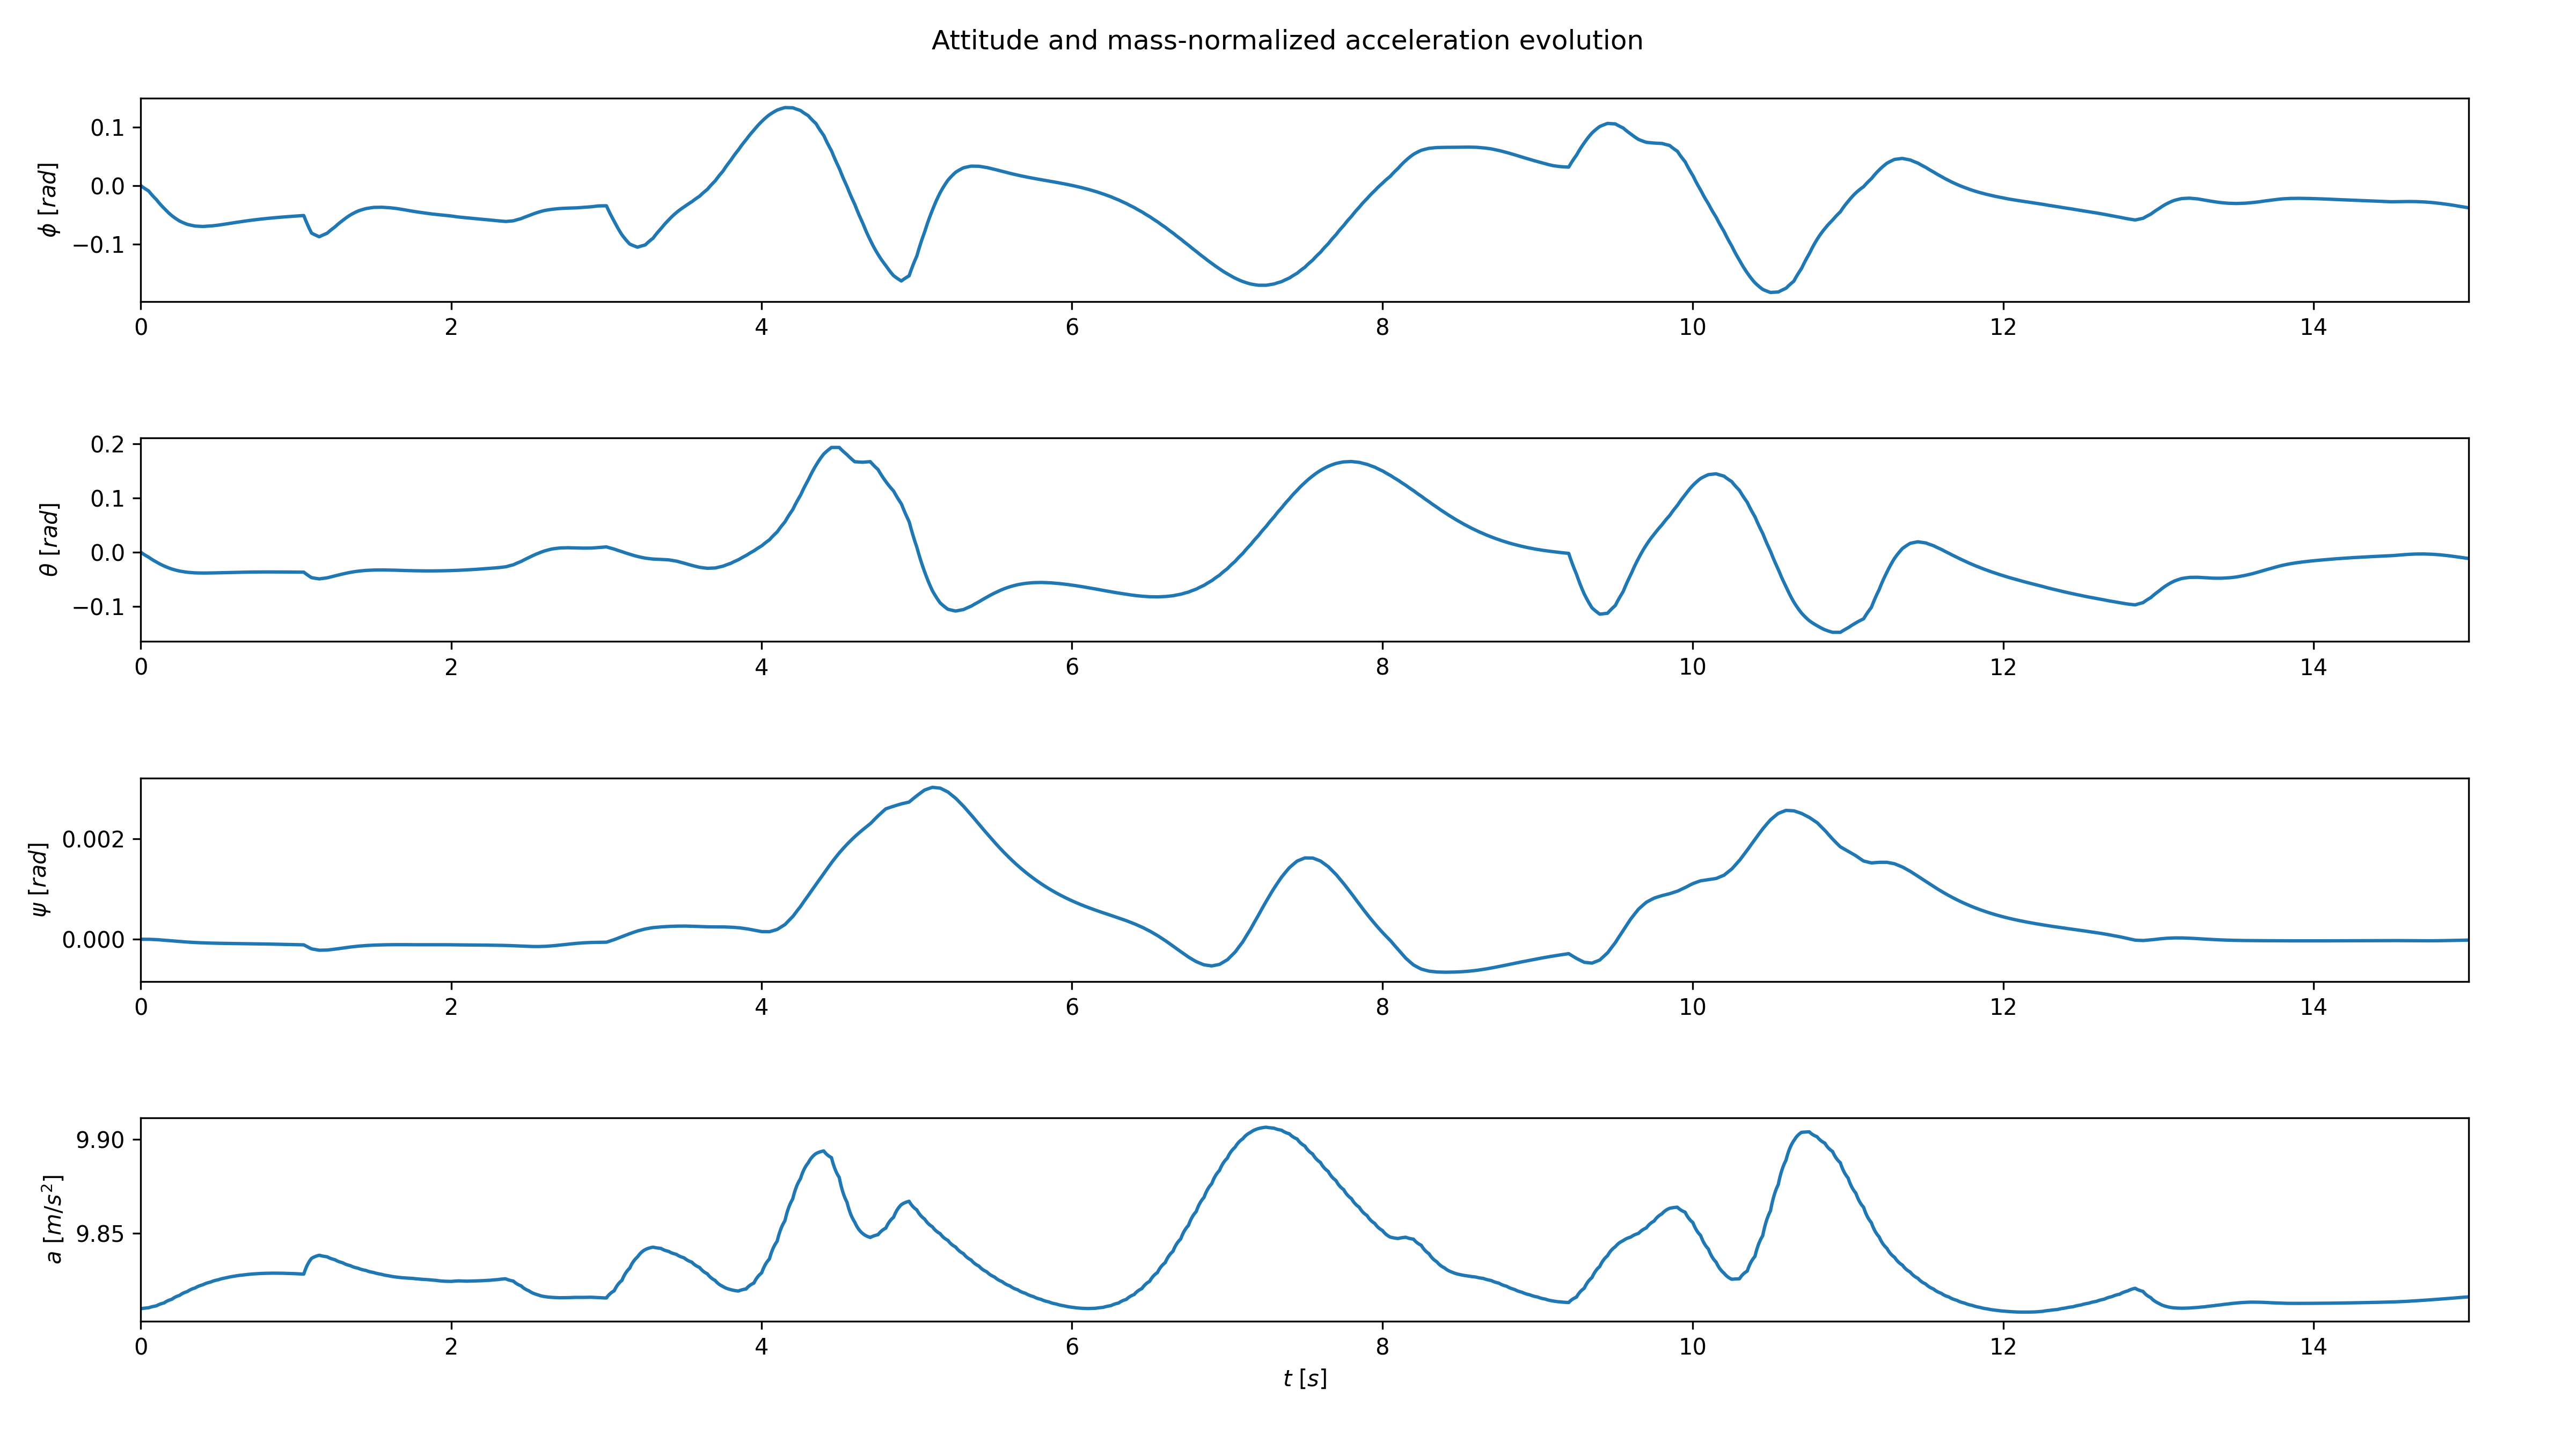 Attitude and mass-normalized acceleration evolution
0.1
0.0
−0.1
ϕ [rad]
0 2 4 6 8 10 12 14
0.2
0.1
0.0
−0.1
θ [rad]
0 2 4 6 8 10 12 14
0.002
0.000
ψ [rad]
0 2 4 6 8 10 12 14
9.90
9.85
a [m/s²]
0 2 4 6 8 10 12 14
t [s]